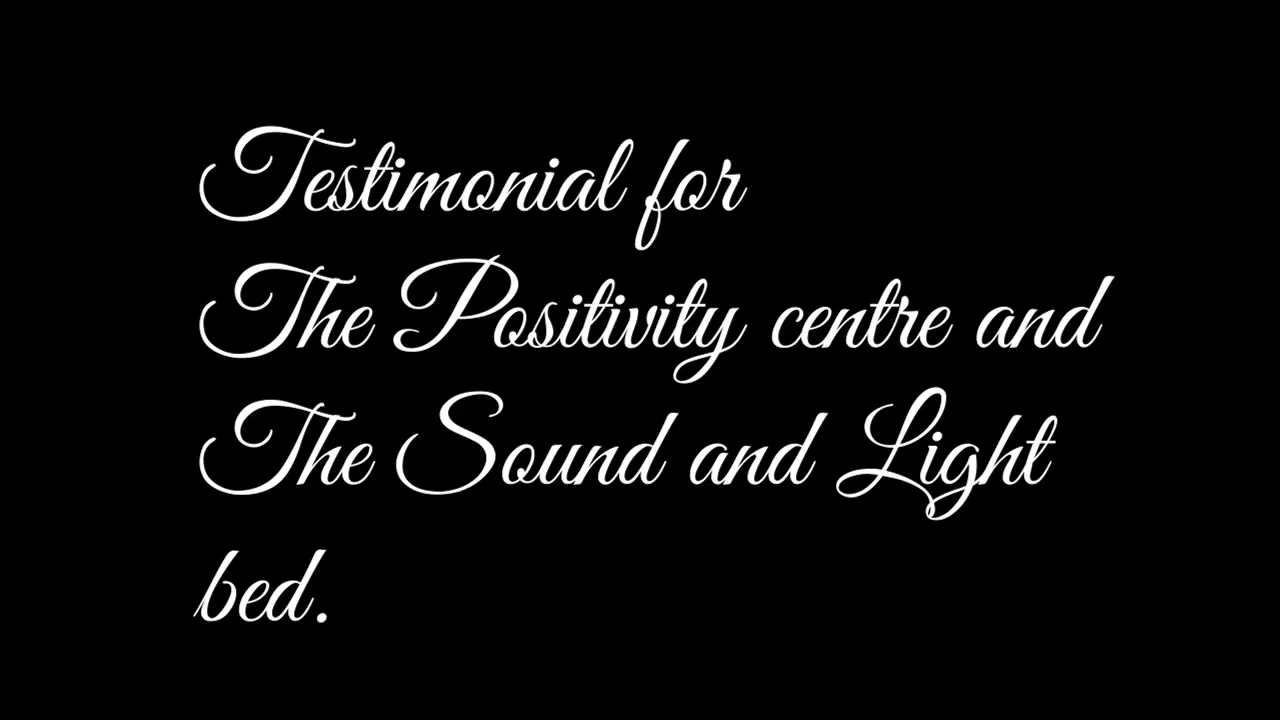 Testimonial for
The Positivity centre and
The Sound and Light
bed.